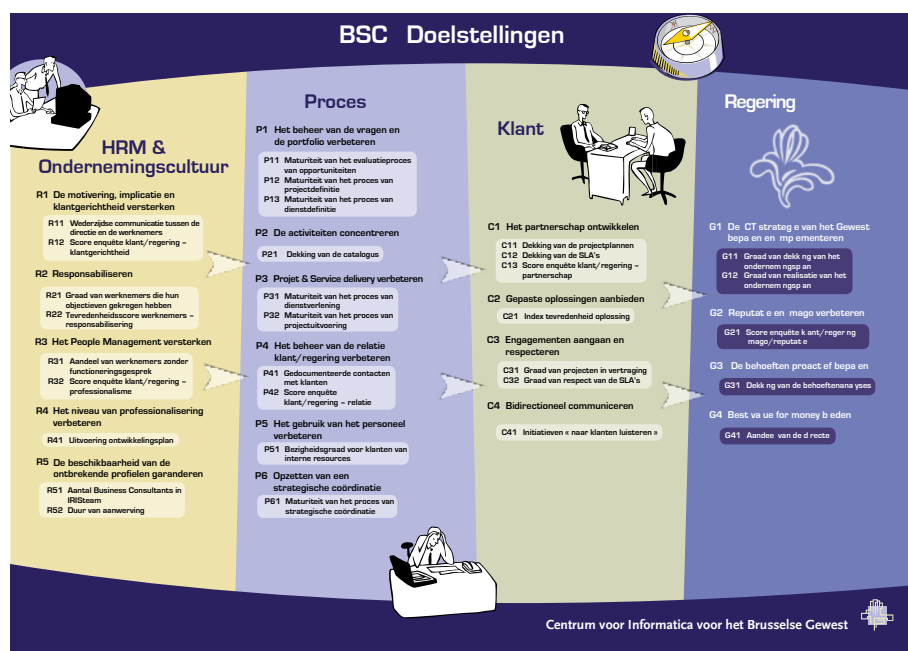 BSC Doelstellingen
HRM &
Ondernemingscultuur
R1 De motivering, implicatie en
klantgerichtheid versterken
R11 Wederzijdse communicatie tussen de
directie en de werknemers
R12 Score enquête klant/regering –
klantgerichtheid
R2 Responsabiliseren
R21 Graad van werknemers die hun
objectieven gekregen hebben
R22 Tevredenheidsscore werknemers –
responsabilisering
R3 Het People Management versterken
R31 Aandeel van werknemers zonder
functioneringsgesprek
R32 Score enquête klant/regering –
professionalisme
R4 Het niveau van professionalisering
verbeteren
R41 Uitvoering ontwikkelingsplan
R5 De beschikbaarheid van de
ontbrekende profielen garanderen
R51 Aantal Business Consultants in
IRISteam
R52 Duur van aanwerving
Proces
P1 Het beheer van de vragen en
de portfolio verbeteren
P11 Maturiteit van het evaluatieproces
van opportuniteiten
P12 Maturiteit van het proces van
projectdefinitie
P13 Maturiteit van het proces van
dienstdefinitie
P2 De activiteiten concentreren
P21 Dekking van de catalogus
P3 Projet & Service delivery verbeteren
P31 Maturiteit van het proces van
dienstverlening
P32 Maturiteit van het proces van
projectuitvoering
P4 Het beheer van de relatie
klant/regering verbeteren
P41 Gedocumenteerde contacten
met klanten
P42 Score enquête
klant/regering – relatie
P5 Het gebruik van het personeel
verbeteren
P51 Bezigheidsgraad voor klanten van
interne resources
P6 Opzetten van een
strategische coördinatie
P61 Maturiteit van het proces van
strategische coördinatie
Klant
C1 Het partnerschap ontwikkelen
C11 Dekking van de projectplannen
C12 Dekking van de SLA's
C13 Score enquête klant/regering –
partnerschap
C2 Gepaste oplossingen aanbieden
C21 Index tevredenheid oplossing
C3 Engagementen aangaan en
respecteren
C31 Graad van projecten in vertraging
C32 Graad van respect van de SLA's
C4 Bidirectioneel communiceren
C41 Initiatieven « naar klanten luisteren »
Regering
G1 De CT strateg e van het Gewest
bepa en en mp ementeren
G11 Graad van dekk ng van het
ondernem ngsp an
G12 Graad van realisatie van het
ondernem ngsp an
G2 Reputat e en mago verbeteren
G21 Score enquête k ant/reger ng
mago/reputat e
G3 De behoeften proact ef bepa en
G31 Dekk ng van de behoeftenana yses
G4 Best va ue for money b eden
G41 Aandee van de d recte
Centrum voor Informatica voor het Brusselse Gewest